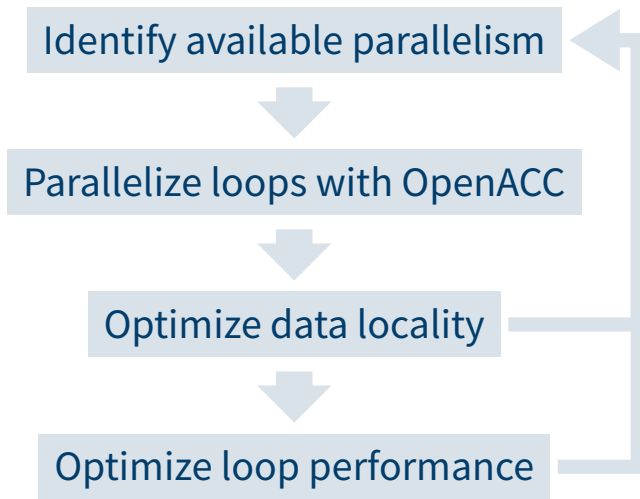 Identify available parallelism
Parallelize loops with OpenACC
Optimize data locality
Optimize loop performance